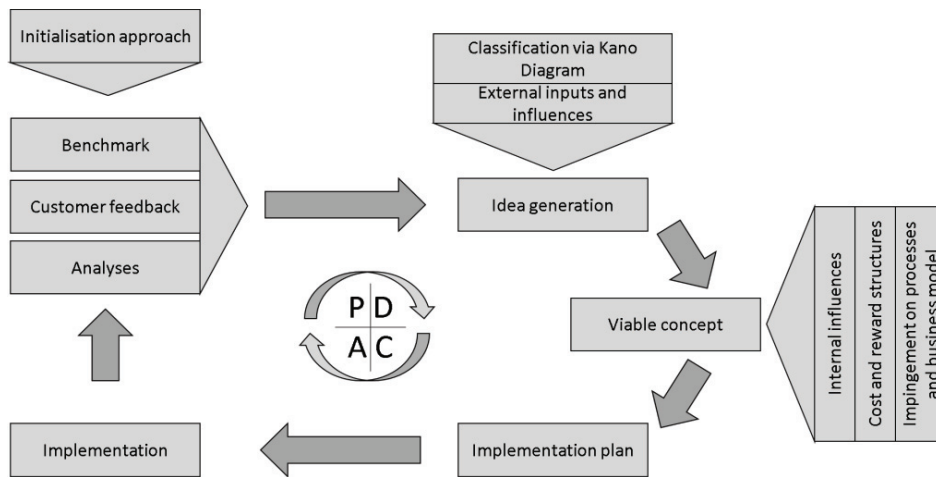 Initialisation approach
Classification via Kano
Diagram
External inputs and
influences
Benchmark
Customer feedback
Analyses
Idea generation
P D
A C
Viable concept
Internal influences
Cost and reward structures
Impingement on processes
and business model
Implementation
Implementation plan